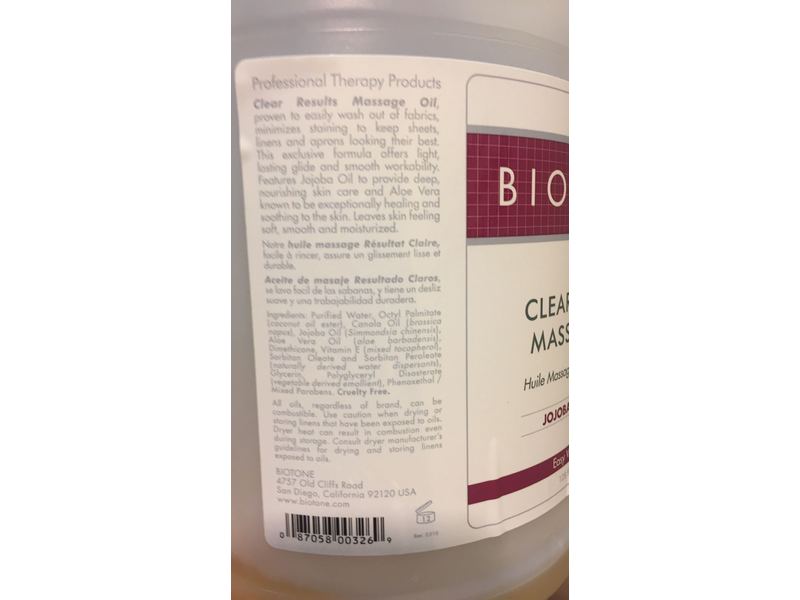 Professional Therapy Products
Clear Results Massage Oil,
proven to easily wash out of fabrics,
minimizes staining to keep sheets,
linens and aprons looking their best.
This exclusive formula offers light,
lasting glide and smooth workability.
Features Jojoba Oil to provide deep,
nourishing skin care and Aloe Vera
known to be exceptionally healing and
soothing to the skin. Leaves skin feeling
soft, smooth and moisturized.
Notre huile massage Résultat Claire,
facile à rincer, assure un glissement lisse et
durable.
Aceite de masaje Resultado Claros,
se lava facil de las sabanas, y tiene un desliz
suave y una trabajabilidad duradera.
Ingredients: Purified Water, Octyl Palmitate
(coconut oil ester), Canola Oil (brassica
napus), Jojoba Oil (Simmondsia chinensis),
Aloe Vera Oil (aloe barbadensis),
Dimethicone, Vitamin E (mixed tocopherol),
Sorbitan Oleate and Sorbitan Peroleate
(naturally derived water dispersants),
Glycerin, Polyglyceryl Disterate
(vegetable derived emollient), Phenoxethal /
Mixed Parabens. Cruelty Free.
All oils, regardless of brand, can be
combustible. Use caution when drying or
storing linens that have been exposed to oils.
Dryer heat can result in combustion even
during storage. Consult dryer manufacturer's
guidelines for drying and storing linens
exposed to oils.
BIOTONE
4757 Old Cliffs Road
San Diego, California 92120 USA
www.biotone.com
12
0 87058 00326 9
BIO
CLEAR
MASS
Huile Massag
JOJOBA
Easy